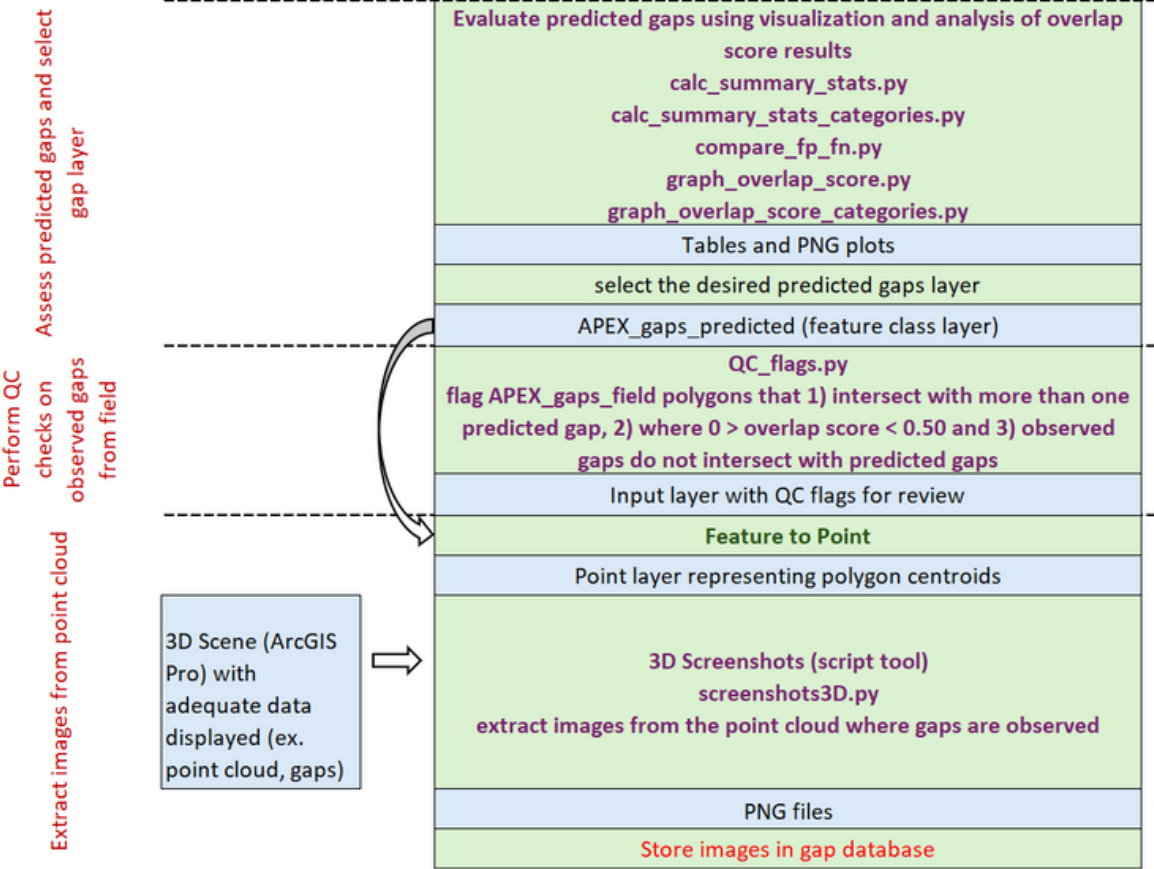 Assess predicted gaps and select
gap layer
Evaluate predicted gaps using visualization and analysis of overlap
score results
calc_summary_stats.py
calc_summary_stats_categories.py
compare_fp_fn.py
graph_overlap_score.py
graph_overlap_score_categories.py
Tables and PNG plots
select the desired predicted gaps layer
APEX_gaps_predicted (feature class layer)
Perform QC
checks on
observed gaps
from field
QC_flags.py
flag APEX_gaps_field polygons that 1) intersect with more than one
predicted gap, 2) where 0 > overlap score < 0.50 and 3) observed
gaps do not intersect with predicted gaps
Input layer with QC flags for review
Extract images from point cloud
Feature to Point
Point layer representing polygon centroids
3D Scene (ArcGIS
Pro) with
adequate data
displayed (ex.
point cloud, gaps)
3D Screenshots (script tool)
screenshots3D.py
extract images from the point cloud where gaps are observed
PNG files
Store images in gap database